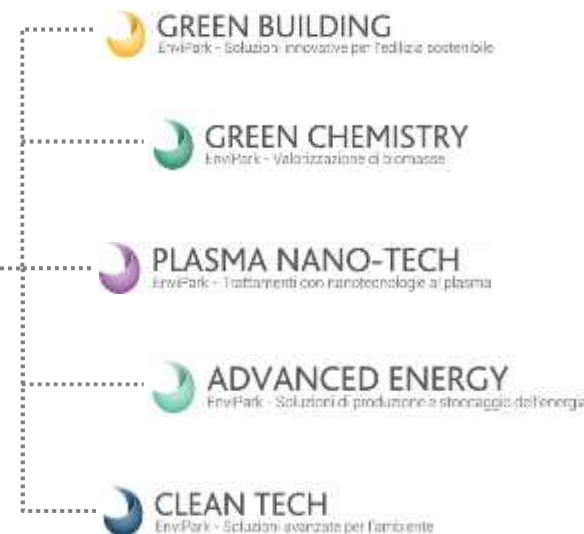 GREEN BUILDING
EnviPark - Soluzioni innovative per l'edilizia sostenibile
GREEN CHEMISTRY
EnviPark - Valorizzazione di biomasse
PLASMA NANO-TECH
EnviPark - Trattamenti con nanotecnologie al plasma
ADVANCED ENERGY
EnviPark - Soluzioni di produzione e stoccaggio dell'energia
CLEAN TECH
EnviPark - Soluzioni avanzate per l'ambiente